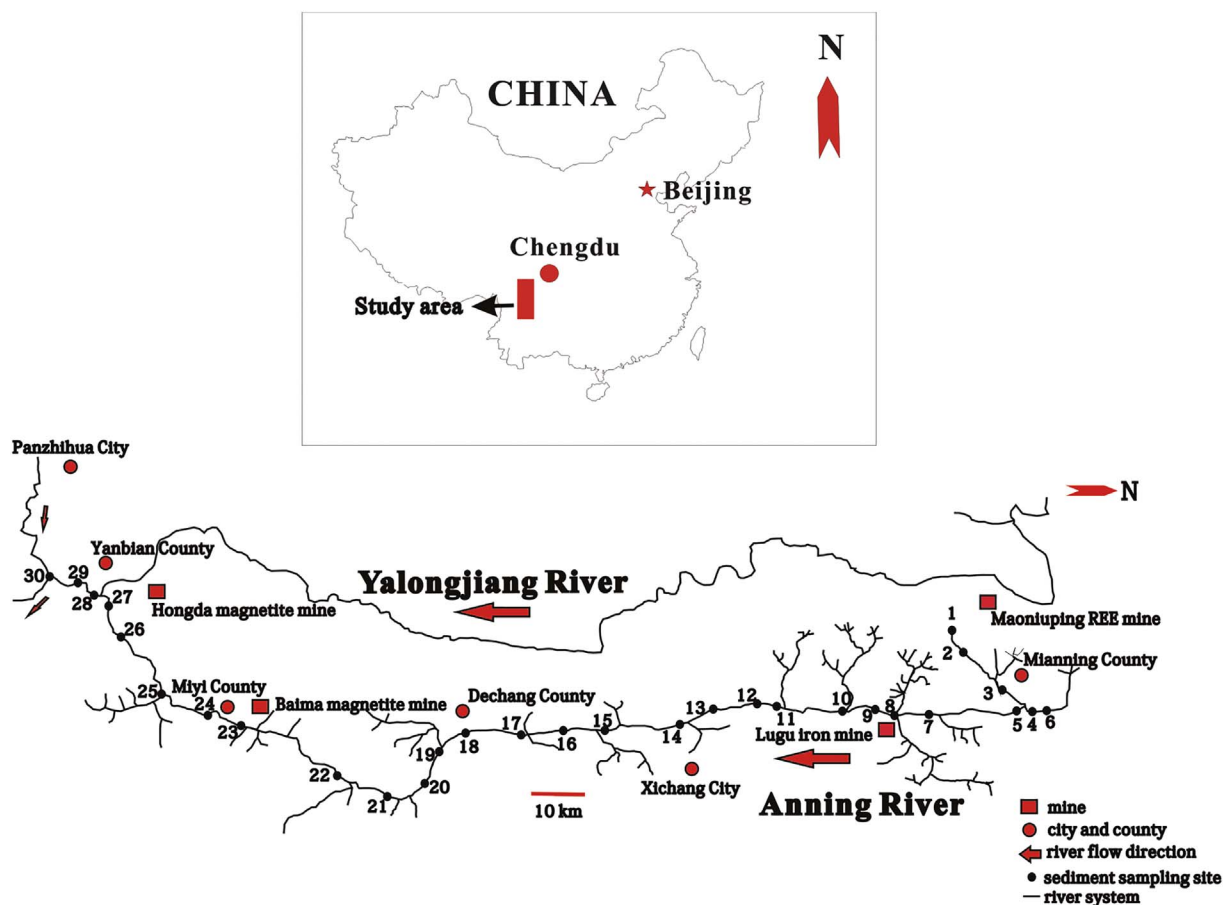 CHINA
N
Beijing
Chengdu
Study area
Panzhihua City
N
Yanbian County
Yalongjiang River
30
29
28
27
Hongda magnetite mine
26
1
Maoniuping REE mine
2
Mianning County
3
25
Miyi County
24
23
Baima magnetite mine
Dechang County
19
18
17
16
15
14
13
12
11
10
9
8
7
5
4
6
Lugu iron mine
22
21
20
10 km
Xichang City
Anning River
mine
city and county
river flow direction
sediment sampling site
river system